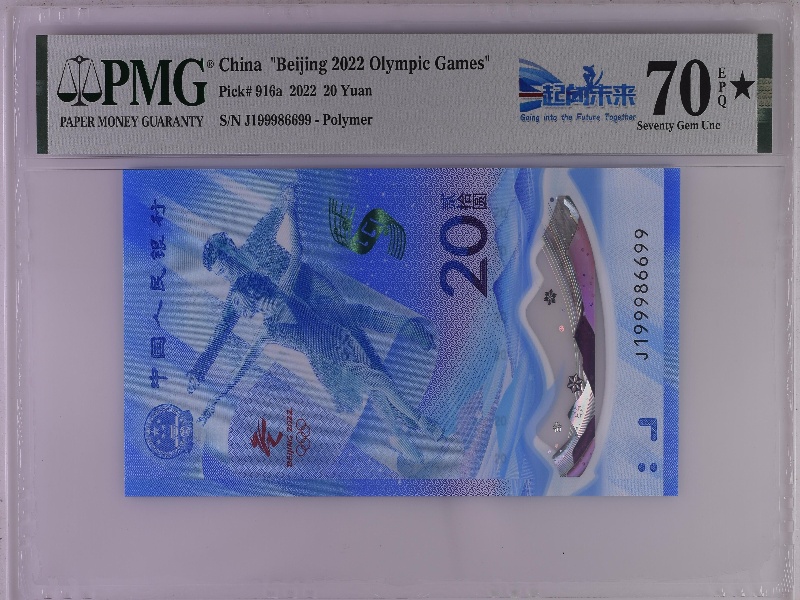 PMG®
PAPER MONEY GUARANTY
China "Beijing 2022 Olympic Games"
Pick# 916a 2022 20 Yuan
S/N J199986699 - Polymer
一起向未来
Going into the Future Together
70 EPQ ★
Seventy Gem Unc
中国人民银行
20
贰拾圆
J199986699
BEIJING 2022